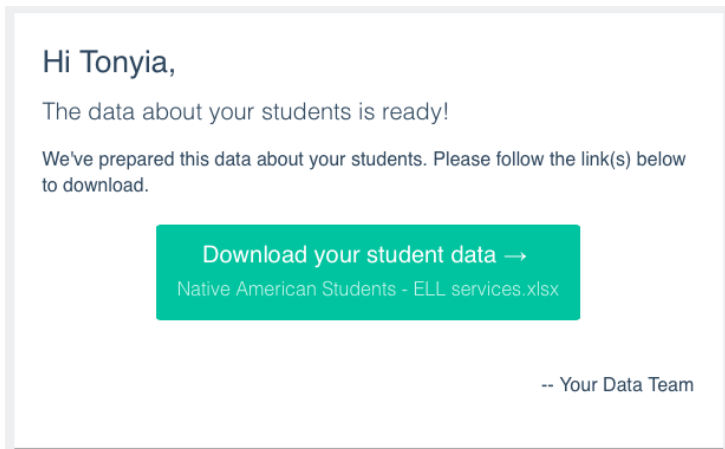 Hi Tonyia,
The data about your students is ready!
We've prepared this data about your students. Please follow the link(s) below
to download.
Download your student data →
Native American Students - ELL services.xlsx
-- Your Data Team